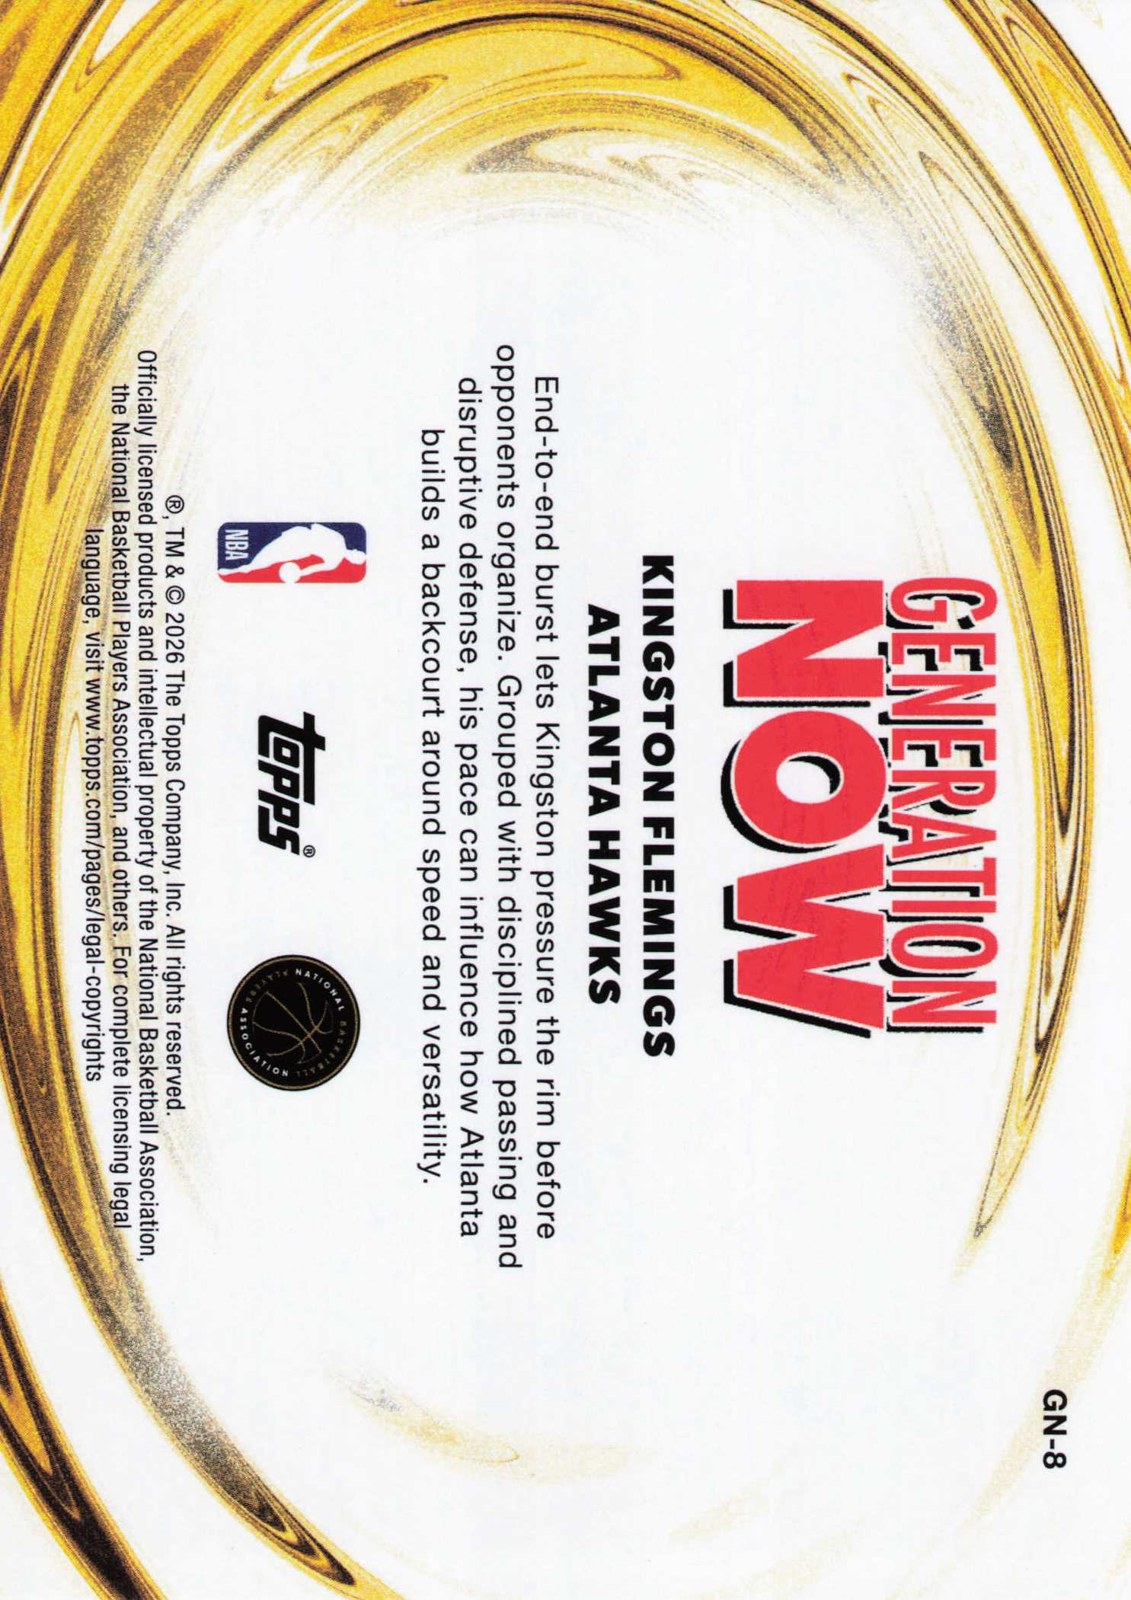 GN-8
GENERATION
NOW
KINGSTON FLEMINGS
ATLANTA HAWKS
End-to-end burst lets Kingston pressure the rim before
opponents organize. Grouped with disciplined passing and
disruptive defense, his pace can influence how Atlanta
builds a backcourt around speed and versatility.
NBA
topps®
NATIONAL BASKETBALL PLAYERS ASSOCIATION
®, TM & © 2026 The Topps Company, Inc. All rights reserved.
Officially licensed products and intellectual property of the National Basketball Association,
the National Basketball Players Association, and others. For complete licensing legal
language, visit www.topps.com/pages/legal-copyrights